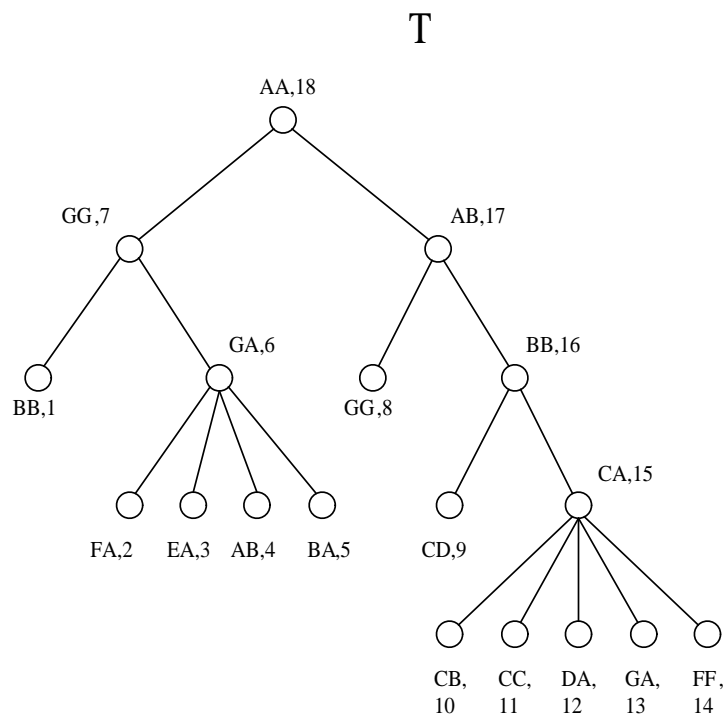 T
AA,18
GG,7
AB,17
GA,6
BB,16
BB,1
GG,8
CA,15
FA,2
EA,3
AB,4
BA,5
CD,9
CB,
10
CC,
11
DA,
12
GA,
13
FF,
14